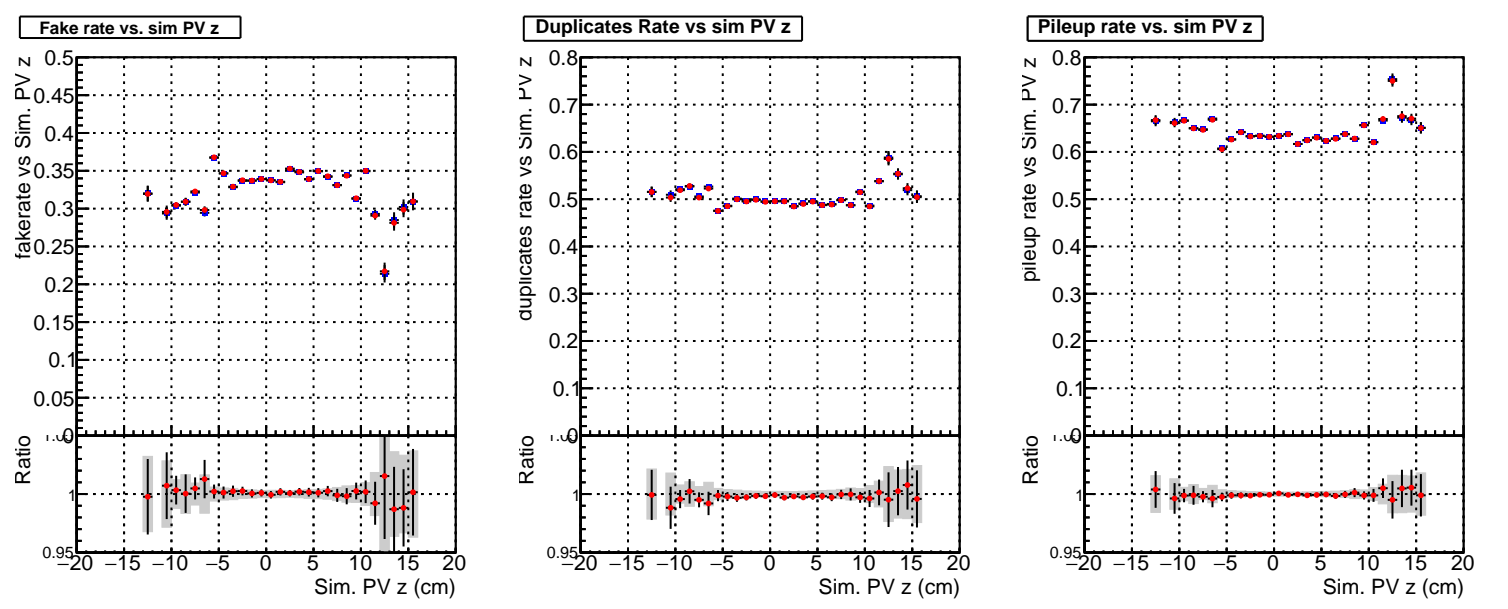 Fake rate vs. sim PV z
fakerate vs Sim. PV z
0.5
0.45
0.4
0.35
0.3
0.25
0.2
0.15
0.1
0.05
0
Ratio
1
0.95
−20 −15 −10 −5 0 5 10 15 20
Sim. PV z (cm)
Duplicates Rate vs sim PV z
duplicates rate vs Sim. PV z
0.8
0.7
0.6
0.5
0.4
0.3
0.2
0.1
0
Ratio
1
0.95
−20 −15 −10 −5 0 5 10 15 20
Sim. PV z (cm)
Pileup rate vs. sim PV z
pileup rate vs Sim. PV z
0.8
0.7
0.6
0.5
0.4
0.3
0.2
0.1
0
Ratio
1
0.95
−20 −15 −10 −5 0 5 10 15 20
Sim. PV z (cm)